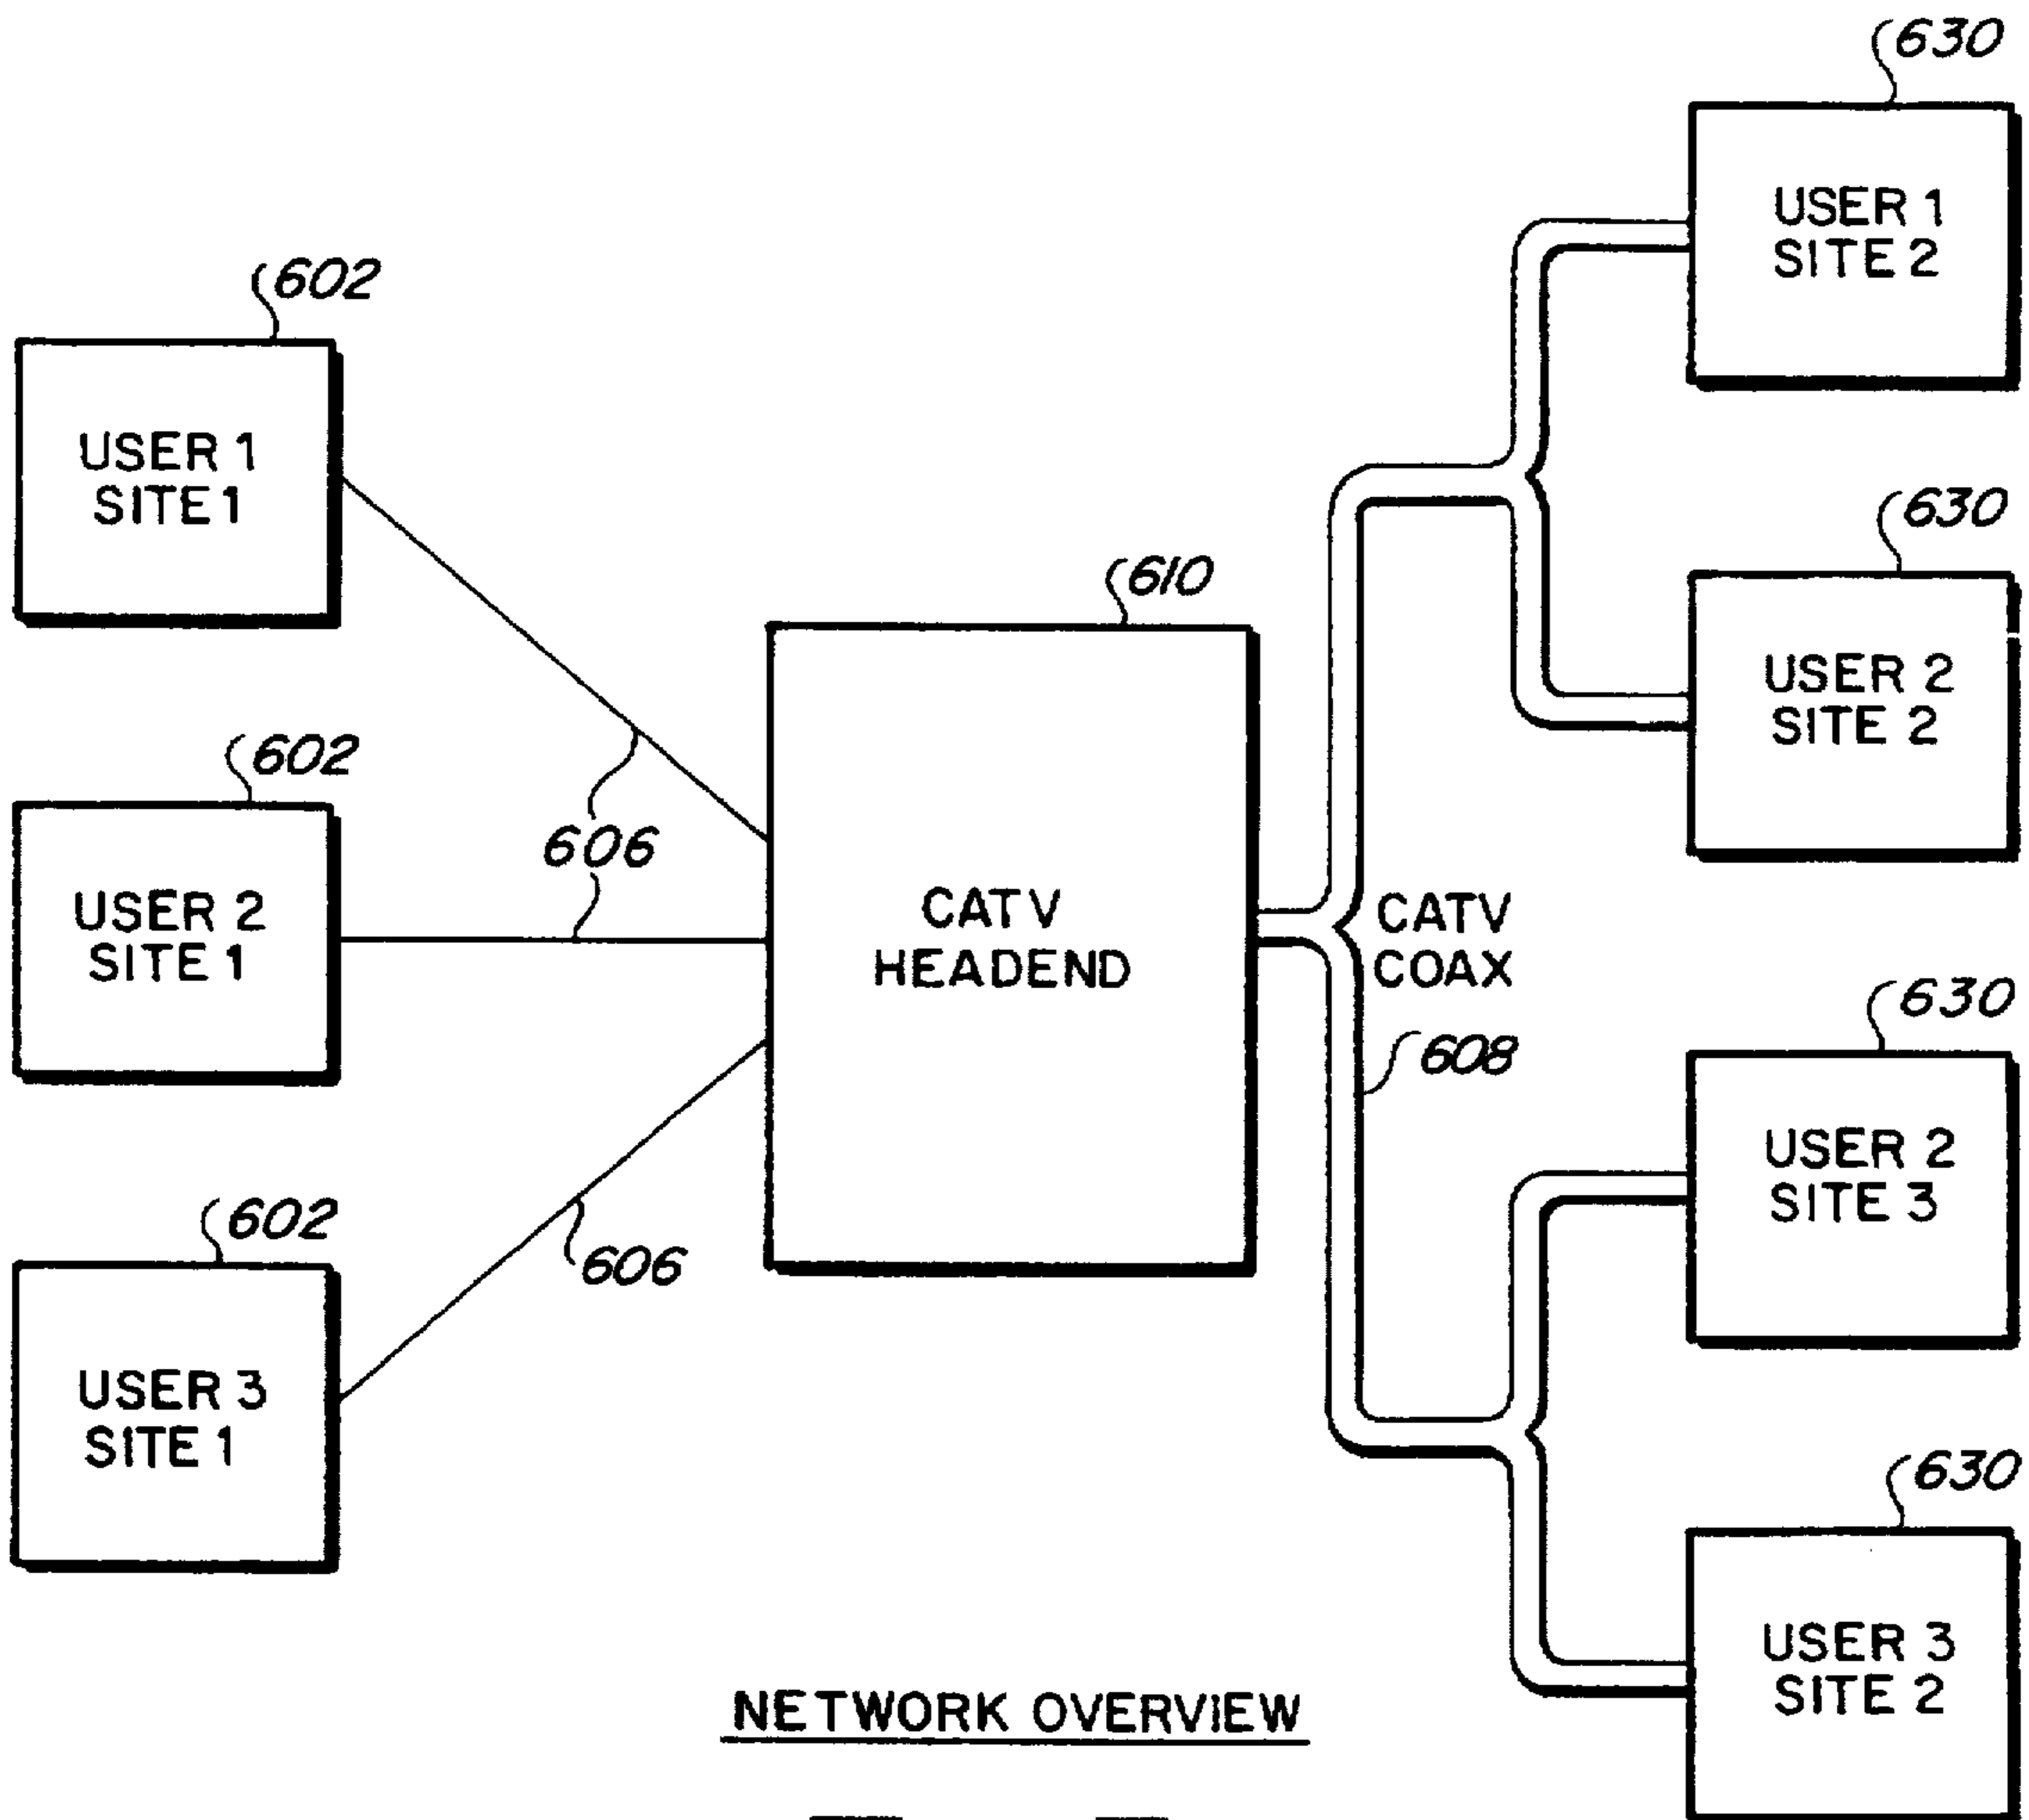 630
USER 1
SITE 2
602
USER 1
SITE 1
630
USER 2
SITE 2
610
602
606
USER 2
SITE 1
CATV
HEADEND
CATV
COAX
608
630
USER 2
SITE 3
602
606
USER 3
SITE 1
630
USER 3
SITE 2
NETWORK OVERVIEW